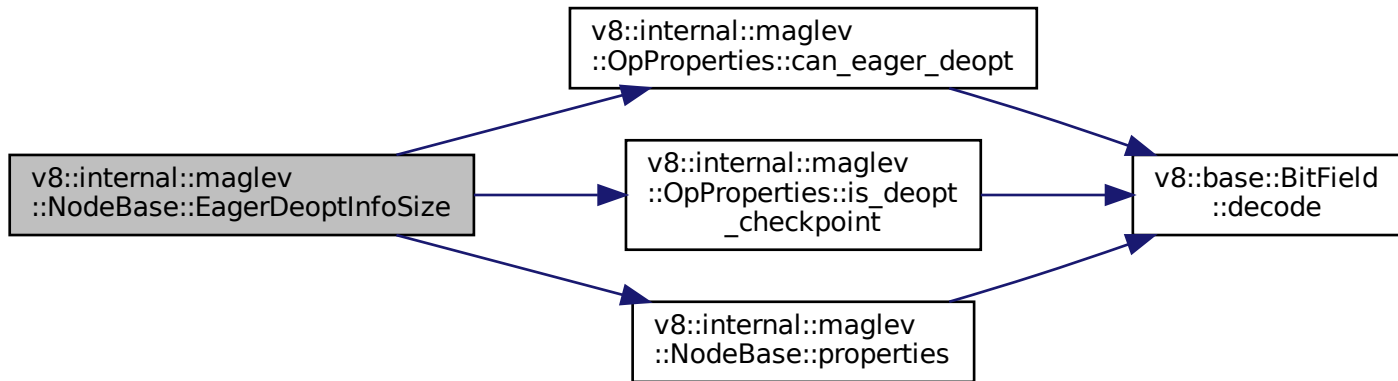 v8::internal::maglev
::NodeBase::EagerDeoptInfoSize
v8::internal::maglev
::OpProperties::can_eager_deopt
v8::internal::maglev
::OpProperties::is_deopt
_checkpoint
v8::internal::maglev
::NodeBase::properties
v8::base::BitField
::decode